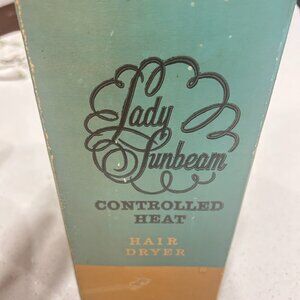 Lady
Sunbeam
CONTROLLED
HEAT
HAIR
DRYER